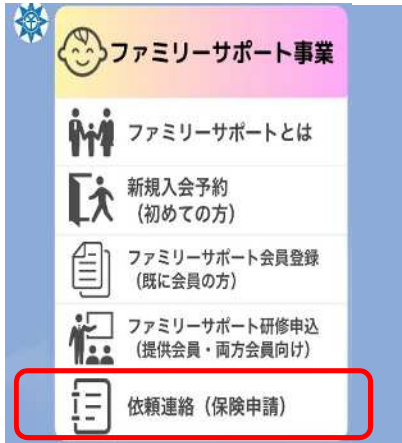 ファミリーサポート事業
ファミリーサポートとは
新規入会予約
(初めての方)
ファミリーサポート会員登録
(既に会員の方)
ファミリーサポート研修申込
(提供会員・両方会員向け)
依頼連絡(保険申請)